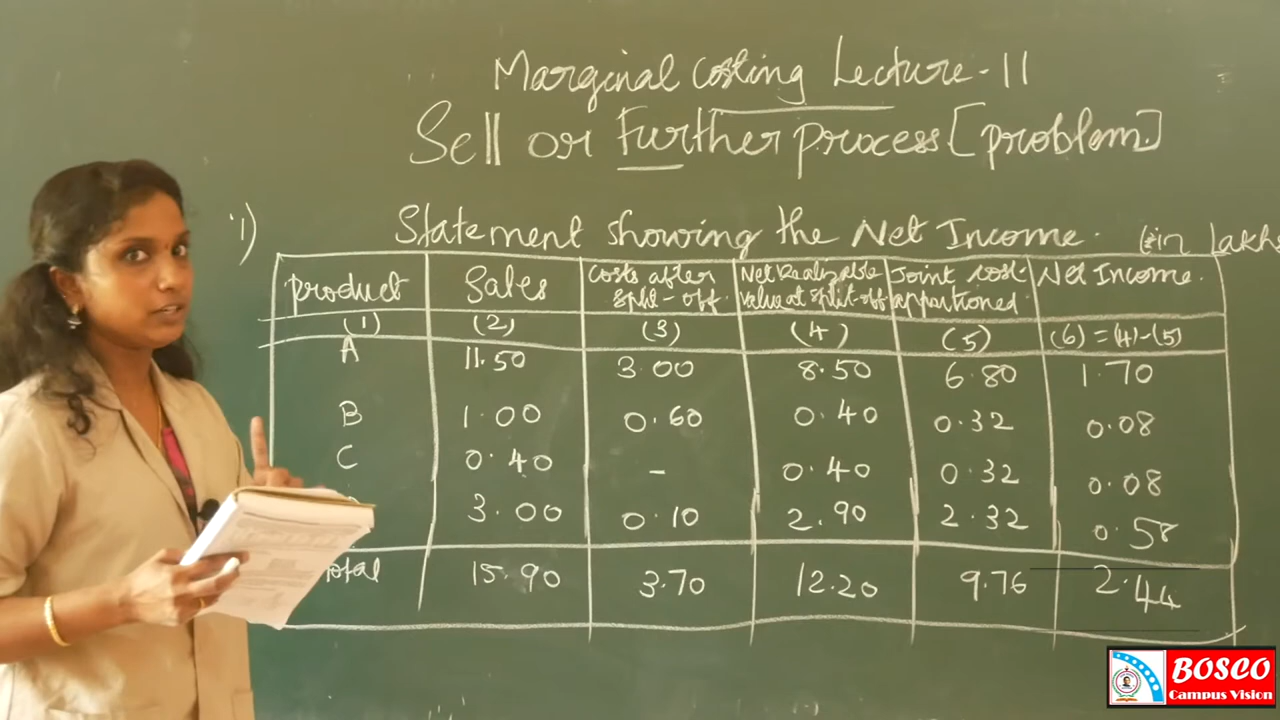 Marginal Costing Lecture - 11
Sell or Further process [problem]
1) Statement showing the Net Income. (in Lakhs
product Sales Costs after split-off Net Realizable value at split-off Joint cost apportioned Net Income.
(1) (2) (3) (4) (5) (6) = (4)-(5)
A 11.50 3.00 8.50 6.80 1.70
B 1.00 0.60 0.40 0.32 0.08
C 0.40 - 0.40 0.32 0.08
3.00 0.10 2.90 2.32 0.58
Total 15.90 3.70 12.20 9.76 2.44
BOSCO
Campus Vision